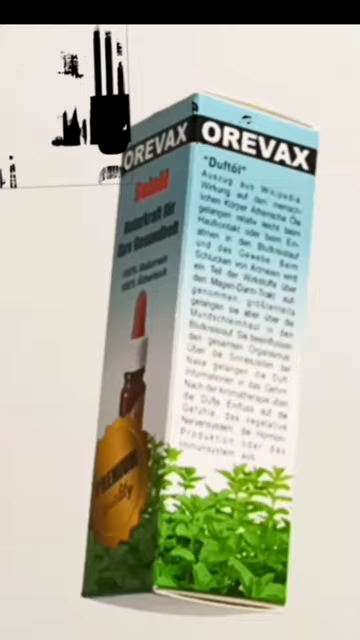 OREVAX
Duftöl
Naturkraft für
Ihre Gesundheit
100% Naturrein
100% Ätherisch
PREMIUM
quality
OREVAX
"Duftöl"
Auszug aus Wikipedia
Wirkung auf den mensch-
lichen Körper Ätherische Öle
gelangen relativ leicht beim
Hautkontakt oder beim Ein-
atmen in den Blutkreislauf
und das Gewebe. Beim
Schlucken von Arzneien wird
ein Teil der Wirkstoffe über
den Magen-Darm-Trakt auf-
genommen, größtenteils
gelangen sie aber über die
Mundschleimhaut in den
Blutkreislauf. Sie beeinflussen
den gesamten Organismus.
Über die Sinneszellen der
Nase gelangen die Duft-
informationen in das Gehirn.
Nach der Aromatherapie üben
die Düfte Einfluss auf die
Gefühle, das vegetative
Nervensystem, die Hormon-
Produktion oder das
Immunsystem aus.